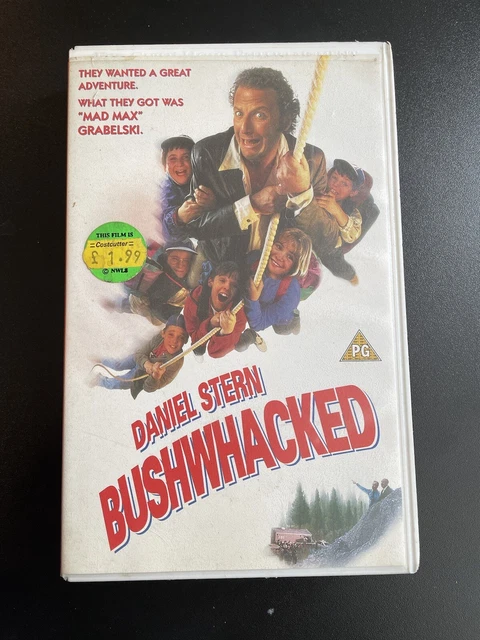 THEY WANTED A GREAT
ADVENTURE.
WHAT THEY GOT WAS
"MAD MAX"
GRABELSKI.
THIS FILM IS
Costcutter
£1.99
© NWLB
PG
DANIEL STERN
BUSHWHACKED